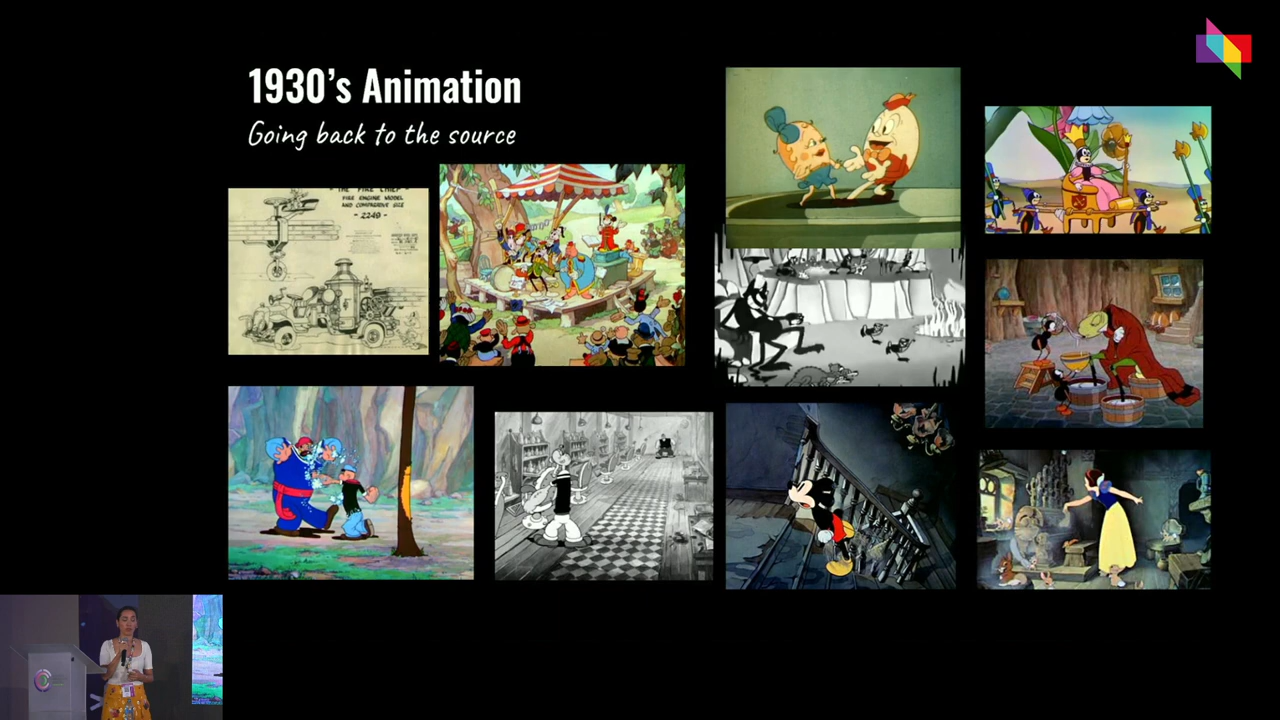 1930's Animation
Going back to the source
- "THE FIRE CHIEF" -
FIRE ENGINE MODEL
AND COMPARATIVE SIZE
- 2249 -